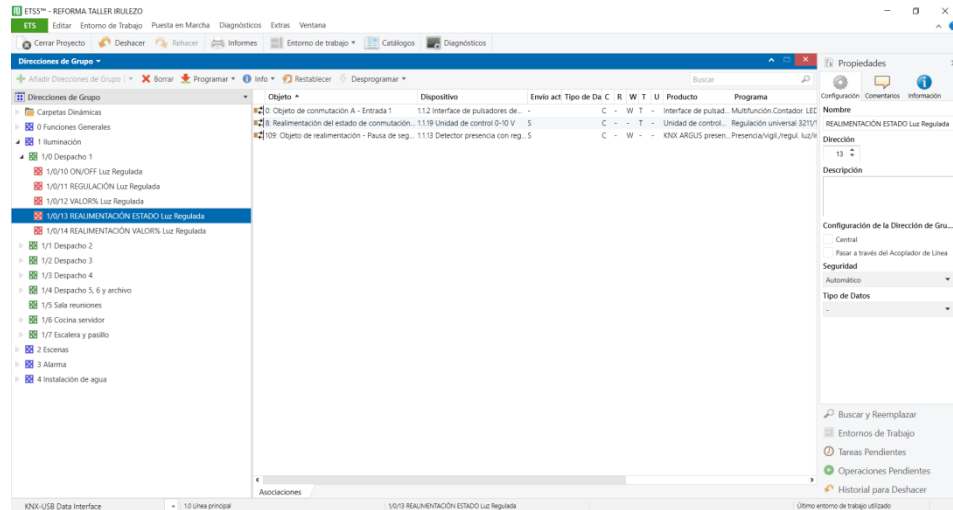 ETS5™ - REFORMA TALLER IRULEZO
ETS Editar Entorno de Trabajo Puesta en Marcha Diagnósticos Extras Ventana
Cerrar Proyecto Deshacer Rehacer Informes Entorno de trabajo Catálogos Diagnósticos
Direcciones de Grupo
Añadir Direcciones de Grupo Borrar Programar Info Restablecer Desprogramar Buscar
Direcciones de Grupo
Carpetas Dinámicas
0 Funciones Generales
1 Iluminación
1/0 Despacho 1
1/0/10 ON/OFF Luz Regulada
1/0/11 REGULACIÓN Luz Regulada
1/0/12 VALOR% Luz Regulada
1/0/13 REALIMENTACIÓN ESTADO Luz Regulada
1/0/14 REALIMENTACIÓN VALOR% Luz Regulada
1/1 Despacho 2
1/2 Despacho 3
1/3 Despacho 4
1/4 Despacho 5, 6 y archivo
1/5 Sala reuniones
1/6 Cocina servidor
1/7 Escalera y pasillo
2 Escenas
3 Alarma
4 Instalación de agua
Objeto Dispositivo Envío act Tipo de Da C R W T U Producto Programa
0: Objeto de conmutación A - Entrada 1 1.1.2 Interface de pulsadores de... - C - W T - Interface de pulsad... Multifunción.Contador.LED
8: Realimentación del estado de conmutación... 1.1.19 Unidad de control 0-10 V S C - - T - Unidad de control... Regulación universal 3211/1
109: Objeto de realimentación - Pausa de seg... 1.1.13 Detector presencia con reg... S C - W - - KNX ARGUS presen... Presencia/vigil./regul. luz/ir
Asociaciones
Propiedades
Configuración Comentarios Información
Nombre
REALIMENTACIÓN ESTADO Luz Regulada
Dirección
13
Descripción
Configuración de la Dirección de Gru...
Central
Pasar a través del Acoplador de Línea
Seguridad
Automático
Tipo de Datos
-
Buscar y Reemplazar
Entornos de Trabajo
Tareas Pendientes
Operaciones Pendientes
Historial para Deshacer
KNX-USB Data Interface 1.0 Línea principal 1/0/13 REALIMENTACIÓN ESTADO Luz Regulada Último entorno de trabajo utilizado